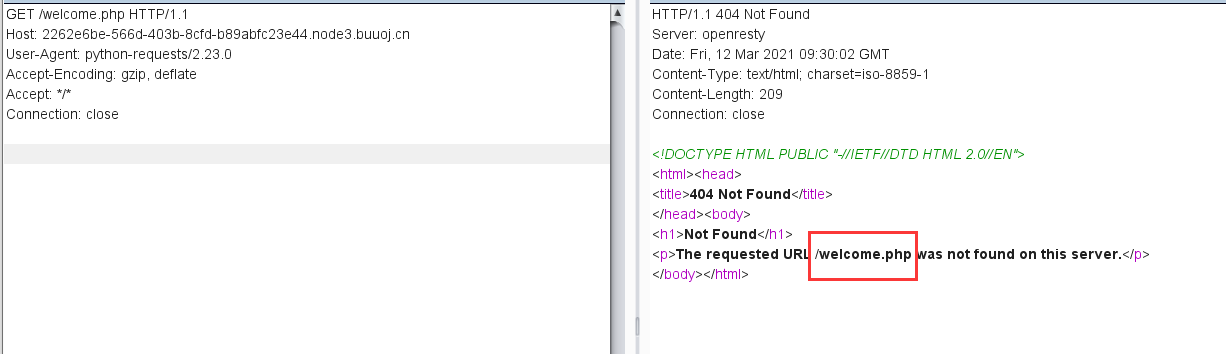 GET /welcome.php HTTP/1.1
Host: 2262e6be-566d-403b-8cfd-b89abfc23e44.node3.buuoj.cn
User-Agent: python-requests/2.23.0
Accept-Encoding: gzip, deflate
Accept: */*
Connection: close
HTTP/1.1 404 Not Found
Server: openresty
Date: Fri, 12 Mar 2021 09:30:02 GMT
Content-Type: text/html; charset=iso-8859-1
Content-Length: 209
Connection: close
<!DOCTYPE HTML PUBLIC "-//IETF//DTD HTML 2.0//EN">
<html><head>
<title>404 Not Found</title>
</head><body>
<h1>Not Found</h1>
<p>The requested URL /welcome.php was not found on this server.</p>
</body></html>